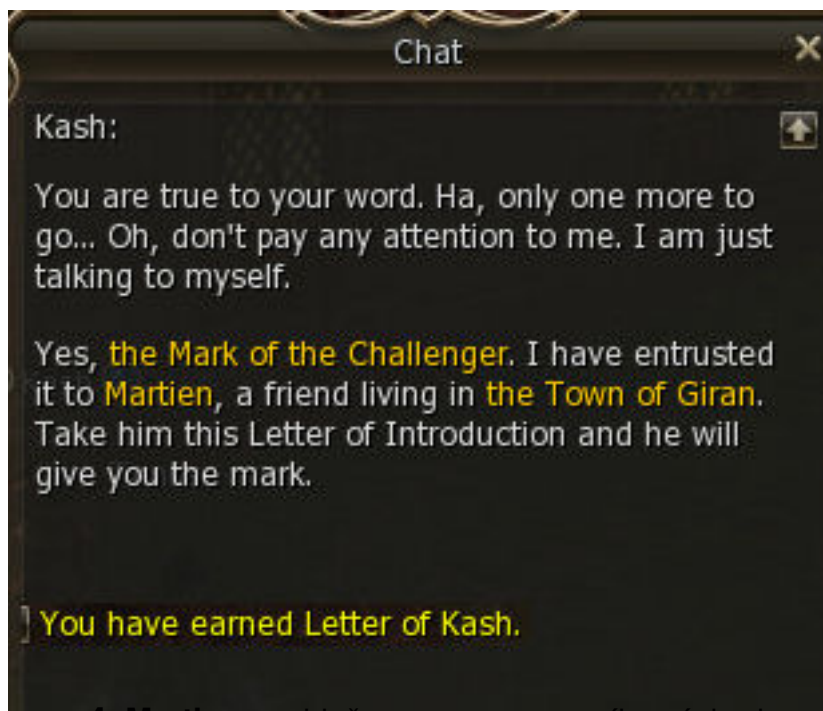 Chat
Kash:
You are true to your word. Ha, only one more to
go... Oh, don't pay any attention to me. I am just
talking to myself.
Yes, the Mark of the Challenger. I have entrusted
it to Martien, a friend living in the Town of Giran.
Take him this Letter of Introduction and he will
give you the mark.
You have earned Letter of Kash.